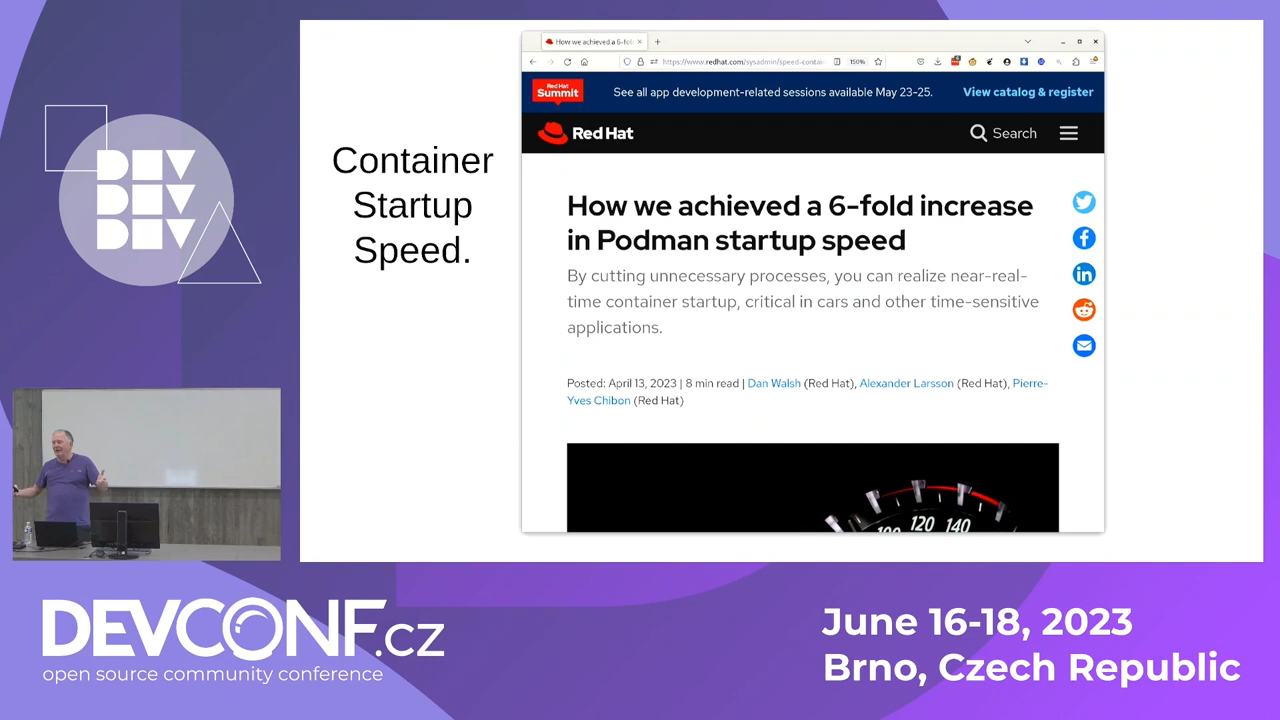 DEV
DEV
DEV
Container
Startup
Speed.
How we achieved a 6-fol
https://www.redhat.com/sysadmin/speed-contai
150%
Red Hat
Summit
See all app development-related sessions available May 23-25.
View catalog & register
Red Hat
Search
How we achieved a 6-fold increase
in Podman startup speed
By cutting unnecessary processes, you can realize near-real-
time container startup, critical in cars and other time-sensitive
applications.
Posted: April 13, 2023 | 8 min read | Dan Walsh (Red Hat), Alexander Larsson (Red Hat), Pierre-
Yves Chibon (Red Hat)
120 140
DEVCONF.cz
open source community conference
June 16-18, 2023
Brno, Czech Republic